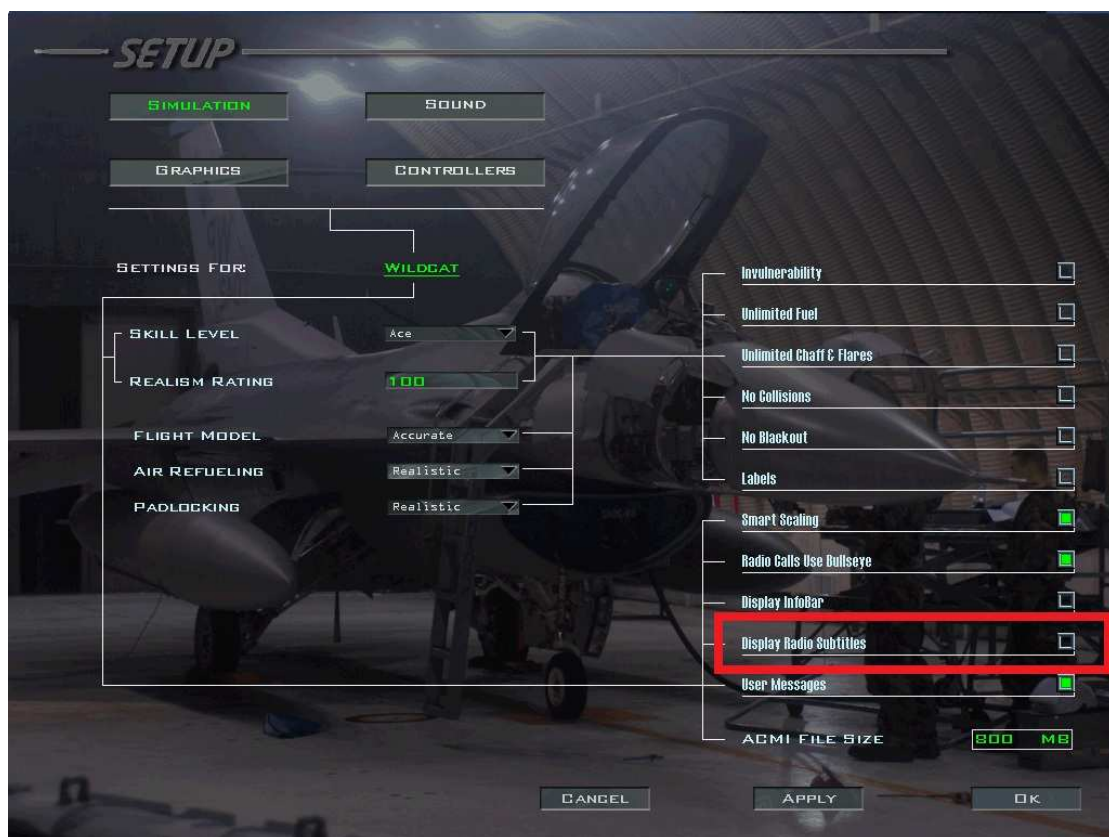 SETUP
SIMULATION
SOUND
GRAPHICS
CONTROLLERS
SETTINGS FOR:
WILDCAT
SKILL LEVEL
Ace
REALISM RATING
100
FLIGHT MODEL
Accurate
AIR REFUELING
Realistic
PADLOCKING
Realistic
Invulnerability
Unlimited Fuel
Unlimited Chaff & Flares
No Collisions
No Blackout
Labels
Smart Scaling
Radio Calls Use Bullseye
Display InfoBar
Display Radio Subtitles
User Messages
ACMI FILE SIZE
800 MB
CANCEL
APPLY
OK